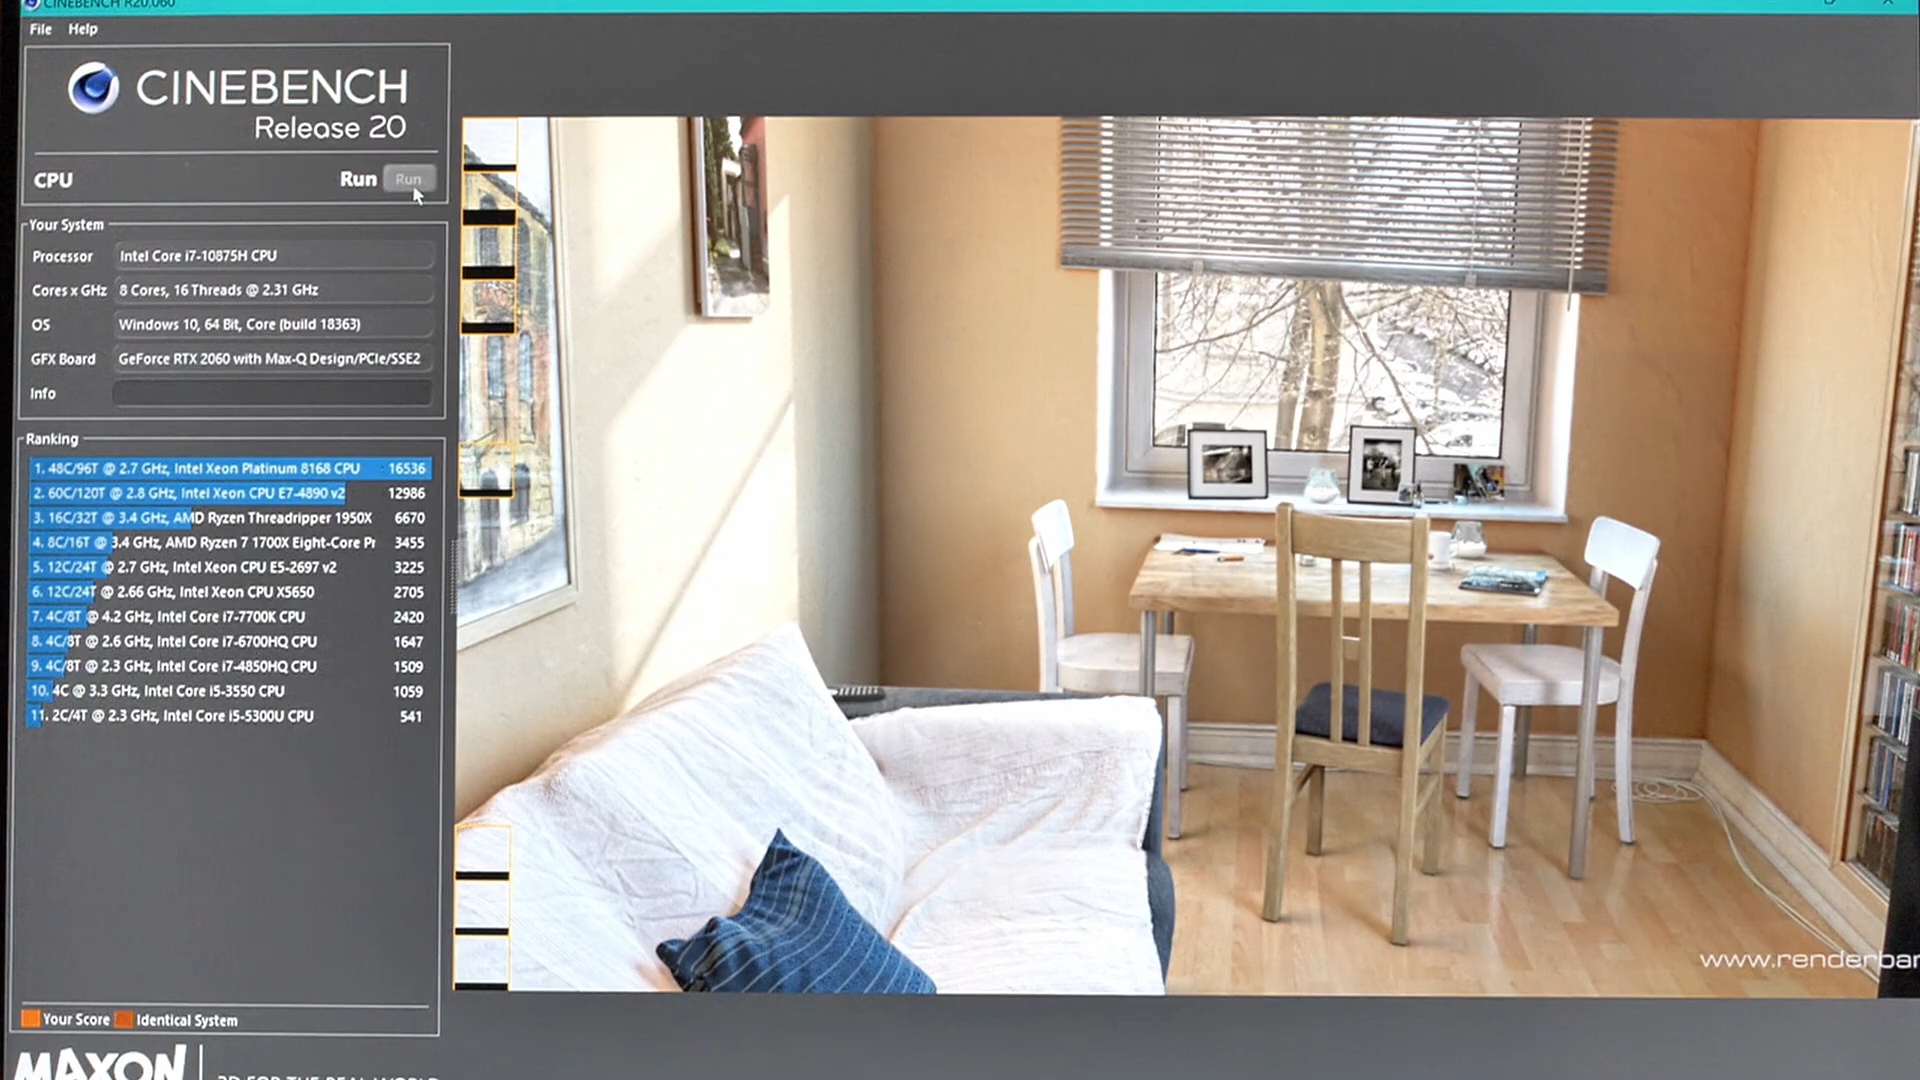 CINEBENCH R20.060
File Help
CINEBENCH
Release 20
CPU Run Run
Your System
Processor Intel Core i7-10875H CPU
Cores x GHz 8 Cores, 16 Threads @ 2.31 GHz
OS Windows 10, 64 Bit, Core (build 18363)
GFX Board GeForce RTX 2060 with Max-Q Design/PCIe/SSE2
Info
Ranking
1. 48C/96T @ 2.7 GHz, Intel Xeon Platinum 8168 CPU 16536
2. 60C/120T @ 2.8 GHz, Intel Xeon CPU E7-4890 v2 12986
3. 16C/32T @ 3.4 GHz, AMD Ryzen Threadripper 1950X 6670
4. 8C/16T @ 3.4 GHz, AMD Ryzen 7 1700X Eight-Core Pr 3455
5. 12C/24T @ 2.7 GHz, Intel Xeon CPU E5-2697 v2 3225
6. 12C/24T @ 2.66 GHz, Intel Xeon CPU X5650 2705
7. 4C/8T @ 4.2 GHz, Intel Core i7-7700K CPU 2420
8. 4C/8T @ 2.6 GHz, Intel Core i7-6700HQ CPU 1647
9. 4C/8T @ 2.3 GHz, Intel Core i7-4850HQ CPU 1509
10. 4C @ 3.3 GHz, Intel Core i5-3550 CPU 1059
11. 2C/4T @ 2.3 GHz, Intel Core i5-5300U CPU 541
www.renderbar
Your Score Identical System
MAXON 3D FOR THE REAL WORLD